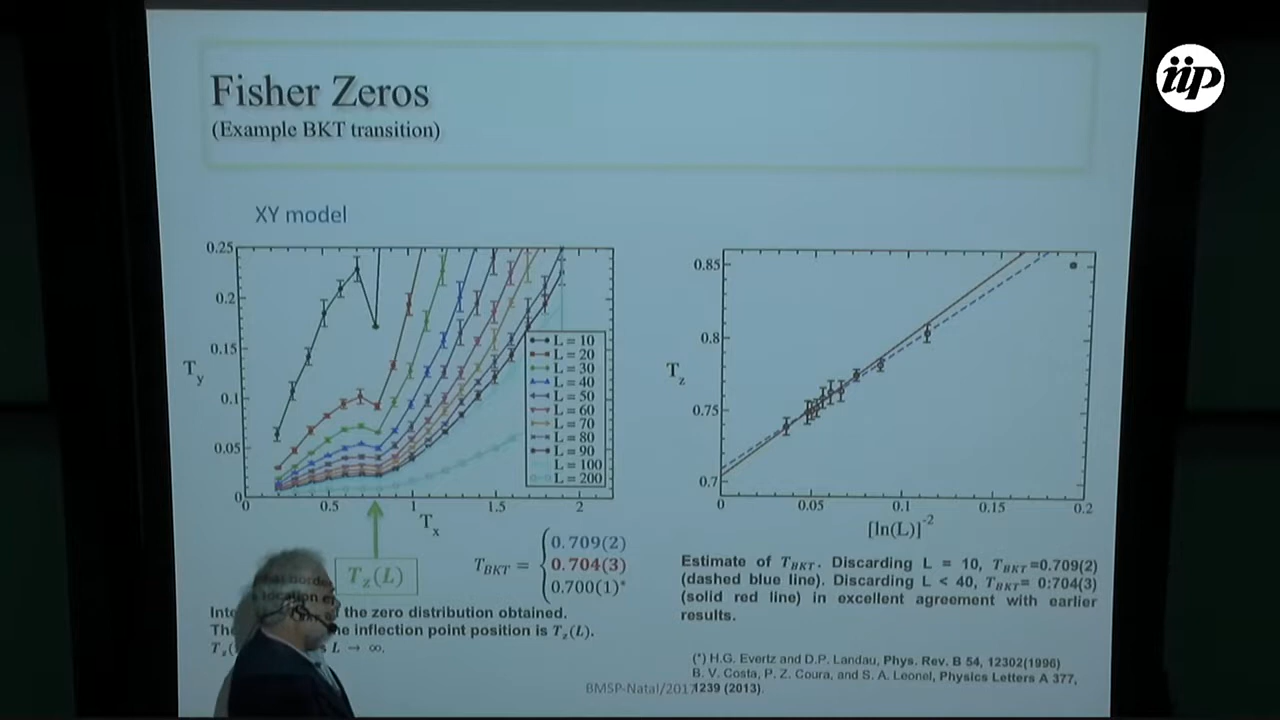 iip
Fisher Zeros
(Example BKT transition)
XY model
0.25
0.2
0.15
0.1
0.05
0
T_y
0 0.5 1 1.5 2
T_x
L = 10
L = 20
L = 30
L = 40
L = 50
L = 60
L = 70
L = 80
L = 90
L = 100
L = 200
T_z(L)
T_BKT = { 0.709(2)
0.704(3)
0.700(1)*
0.85
0.8
0.75
0.7
T_z
0 0.05 0.1 0.15 0.2
[ln(L)]^-2
the zero distribution obtained.
inflection point position is T_z(L).
L → ∞.
Estimate of T_BKT. Discarding L = 10, T_BKT=0.709(2)
(dashed blue line). Discarding L < 40, T_BKT= 0:704(3)
(solid red line) in excellent agreement with earlier
results.
(*) H.G. Evertz and D.P. Landau, Phys. Rev. B 54, 12302(1996)
B. V. Costa, P. Z. Coura, and S. A. Leonel, Physics Letters A 377,
1239 (2013).
BMSP-Natal/2017